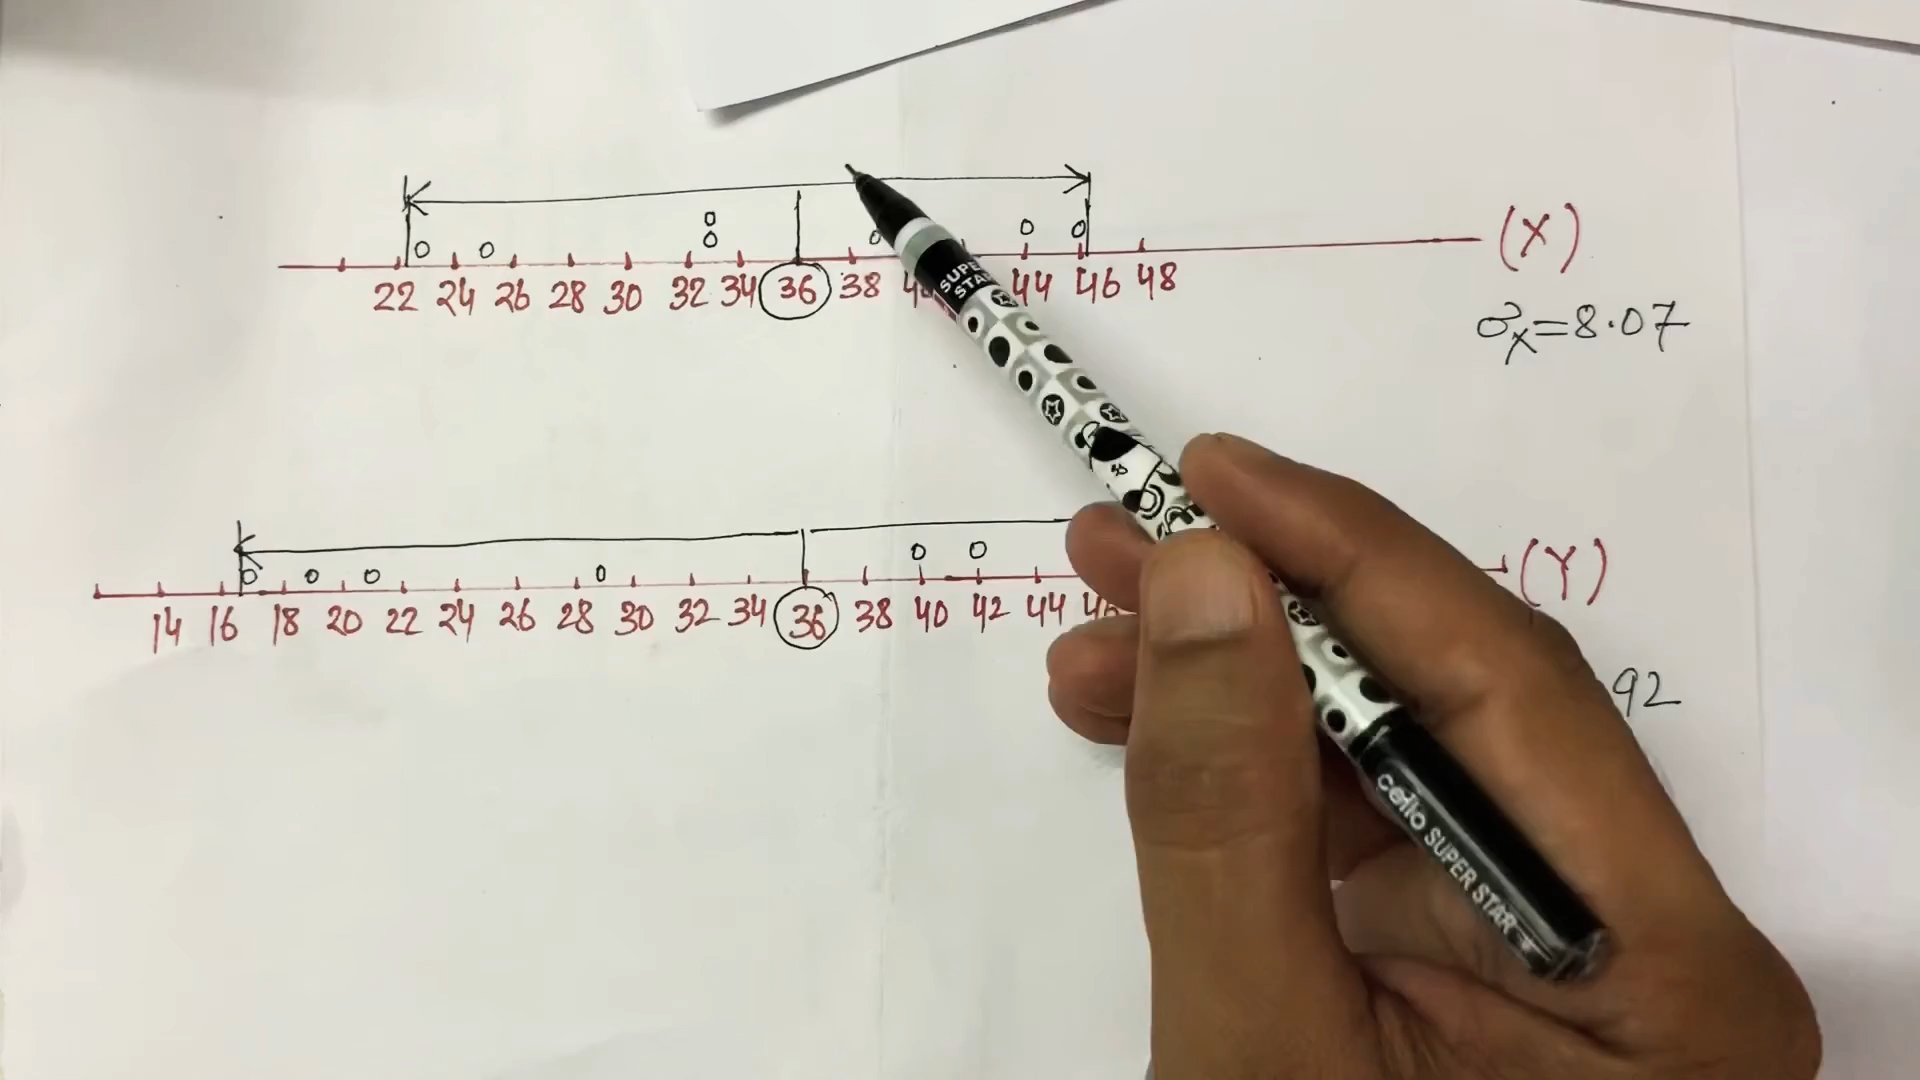 22 24 26 28 30 32 34 36 38 44 46 48
(X)
σx=8.07
14 16 18 20 22 24 26 28 30 32 34 36 38 40 42 44 46
(Y)
92
SUPER STAR
cello SUPER STAR